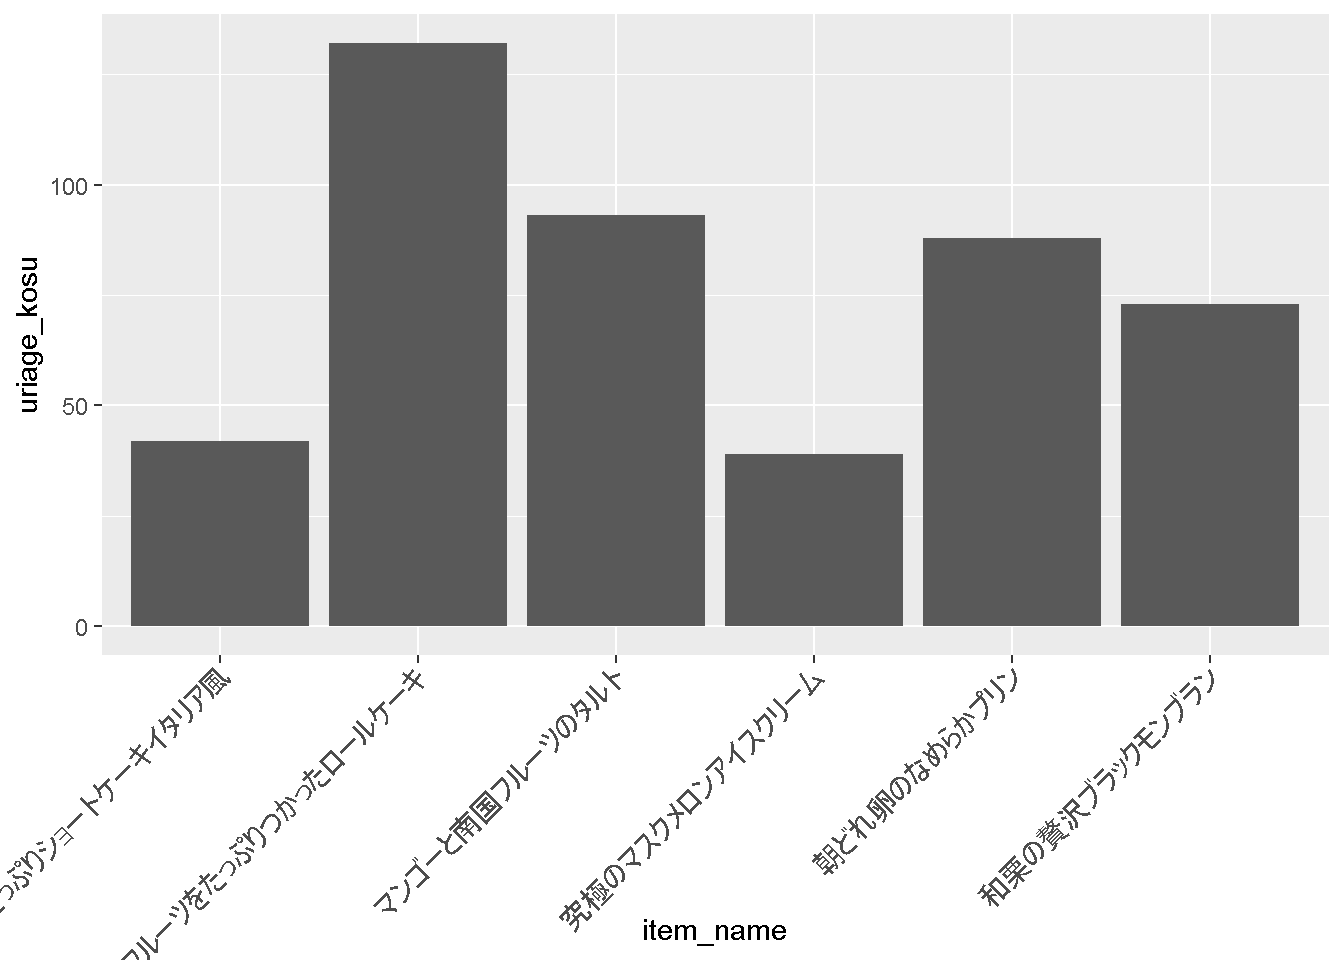 uriage_kosu
100
50
0
っぷりショートケーキイタリア風
フルーツをたっぷりつかったロールケーキ
マンゴーと南国フルーツのタルト
究極のマスクメロンアイスクリーム
朝どれ卵のなめらかプリン
和栗の贅沢ブラックモンブラン
item_name